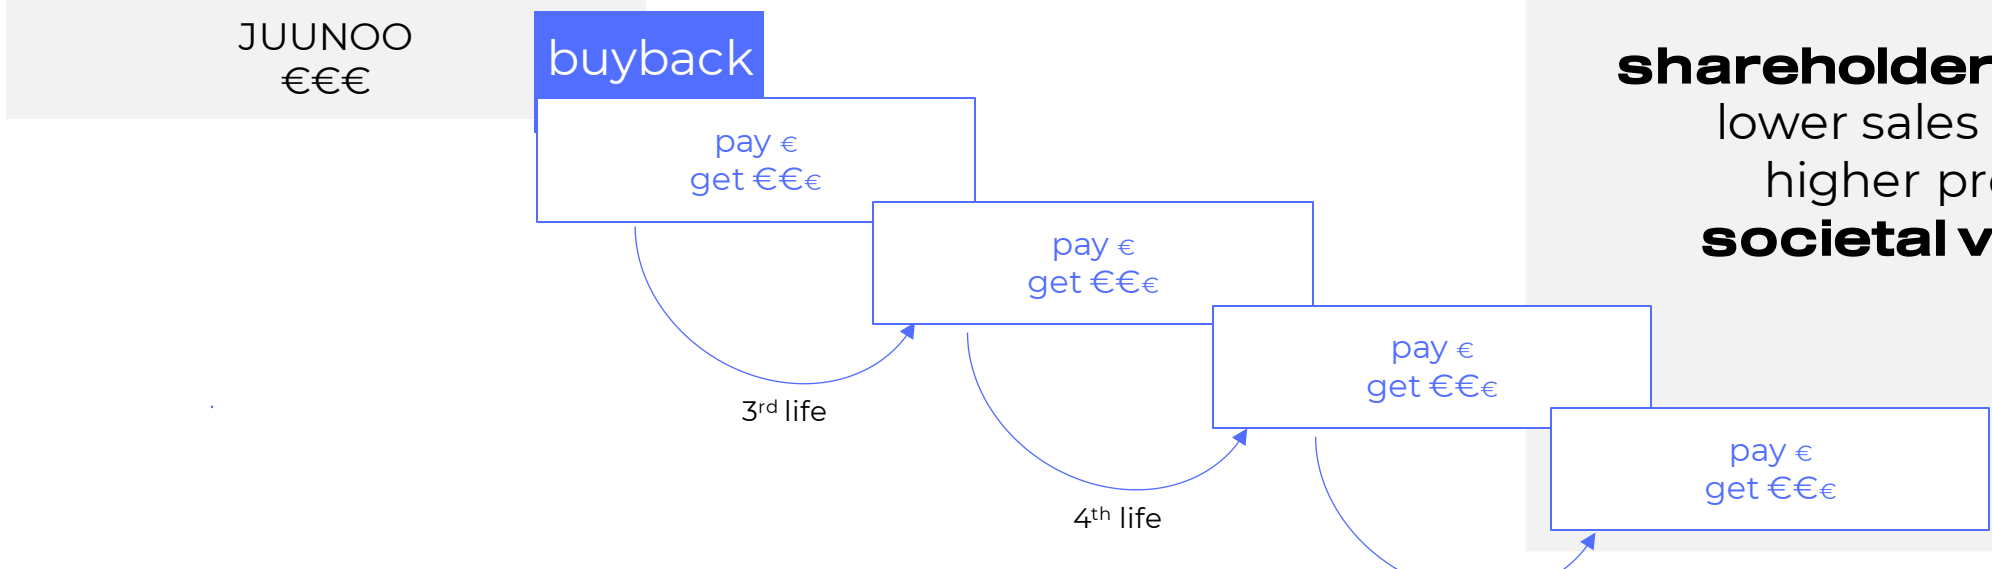 JUUNOO
€€€
buyback
pay €
get €€€
pay €
get €€€
pay €
get €€€
pay €
get €€€
3rd life
4th life
shareholder
lower sales
higher
societal